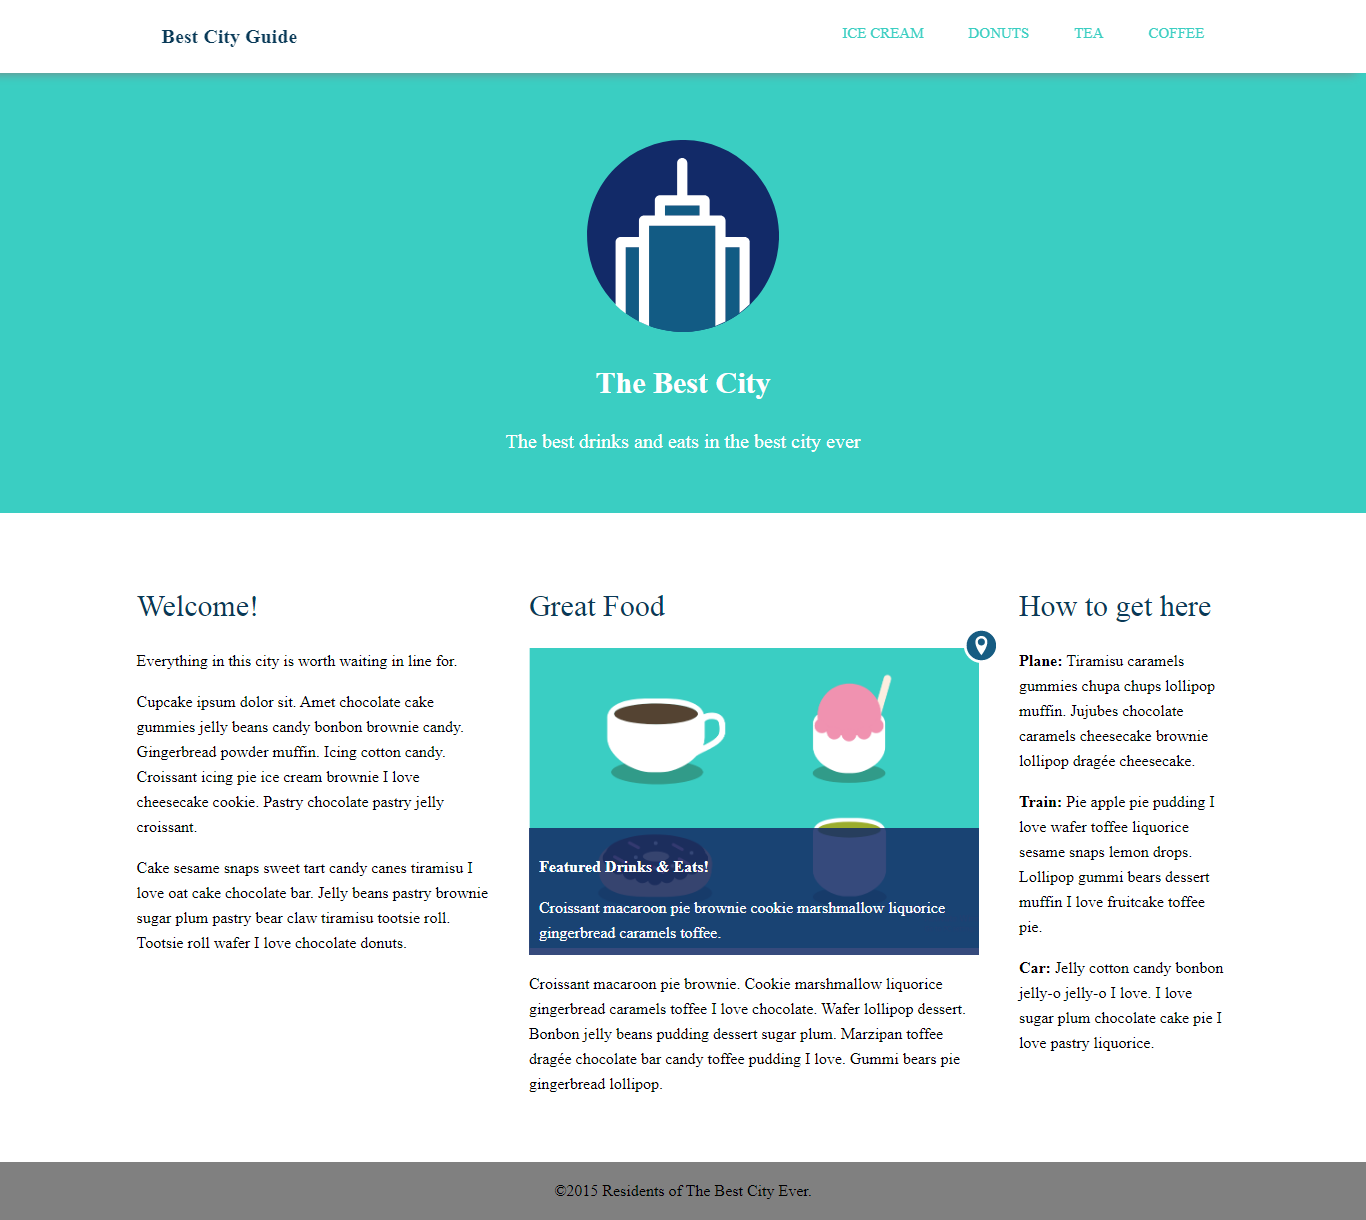 Best City Guide
ICE CREAM DONUTS TEA COFFEE
The Best City
The best drinks and eats in the best city ever
Welcome!
Everything in this city is worth waiting in line for.
Cupcake ipsum dolor sit. Amet chocolate cake
gummies jelly beans candy bonbon brownie candy.
Gingerbread powder muffin. Icing cotton candy.
Croissant icing pie ice cream brownie I love
cheesecake cookie. Pastry chocolate pastry jelly
croissant.
Cake sesame snaps sweet tart candy canes tiramisu I
love oat cake chocolate bar. Jelly beans pastry brownie
sugar plum pastry bear claw tiramisu tootsie roll.
Tootsie roll wafer I love chocolate donuts.
Great Food
Featured Drinks & Eats!
Croissant macaroon pie brownie cookie marshmallow liquorice
gingerbread caramels toffee.
Croissant macaroon pie brownie. Cookie marshmallow liquorice
gingerbread caramels toffee I love chocolate. Wafer lollipop dessert.
Bonbon jelly beans pudding dessert sugar plum. Marzipan toffee
dragée chocolate bar candy toffee pudding I love. Gummi bears pie
gingerbread lollipop.
How to get here
Plane: Tiramisu caramels
gummies chupa chups lollipop
muffin. Jujubes chocolate
caramels cheesecake brownie
lollipop dragée cheesecake.
Train: Pie apple pie pudding I
love wafer toffee liquorice
sesame snaps lemon drops.
Lollipop gummi bears dessert
muffin I love fruitcake toffee
pie.
Car: Jelly cotton candy bonbon
jelly-o jelly-o I love. I love
sugar plum chocolate cake pie I
love pastry liquorice.
©2015 Residents of The Best City Ever.